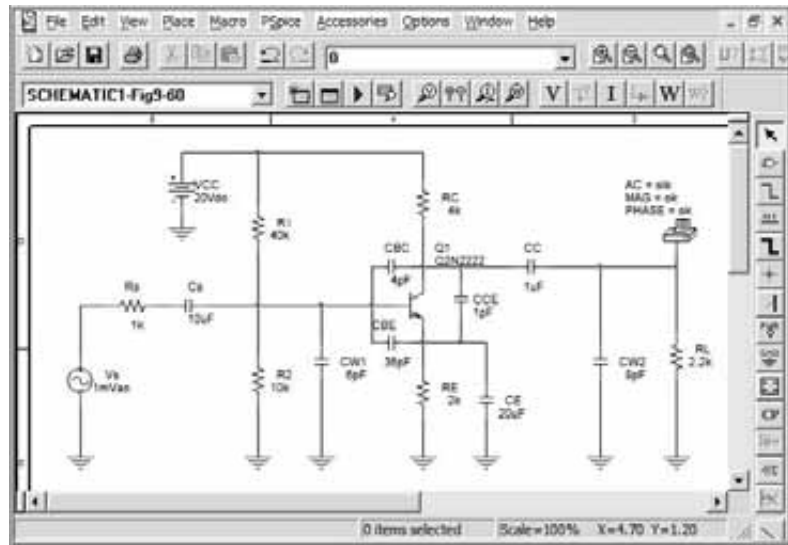 File Edit View Place Macro PSpice Accessories Options Window Help
0
SCHEMATIC1-Fig9-60
V I W
VCC
20Vdc
R1
40k
RC
4k
AC = ok
MAG = ok
PHASE = ok
CBC
4pF
Q1
Q2N2222
CC
1uF
Rs
1k
Cs
10uF
CCE
1pF
CBE
36pF
Vs
1mVac
R2
10k
CW1
6pF
RE
2k
CE
20uF
CW2
8pF
RL
2.2k
0 items selected Scale=100% X=4.70 Y=1.20